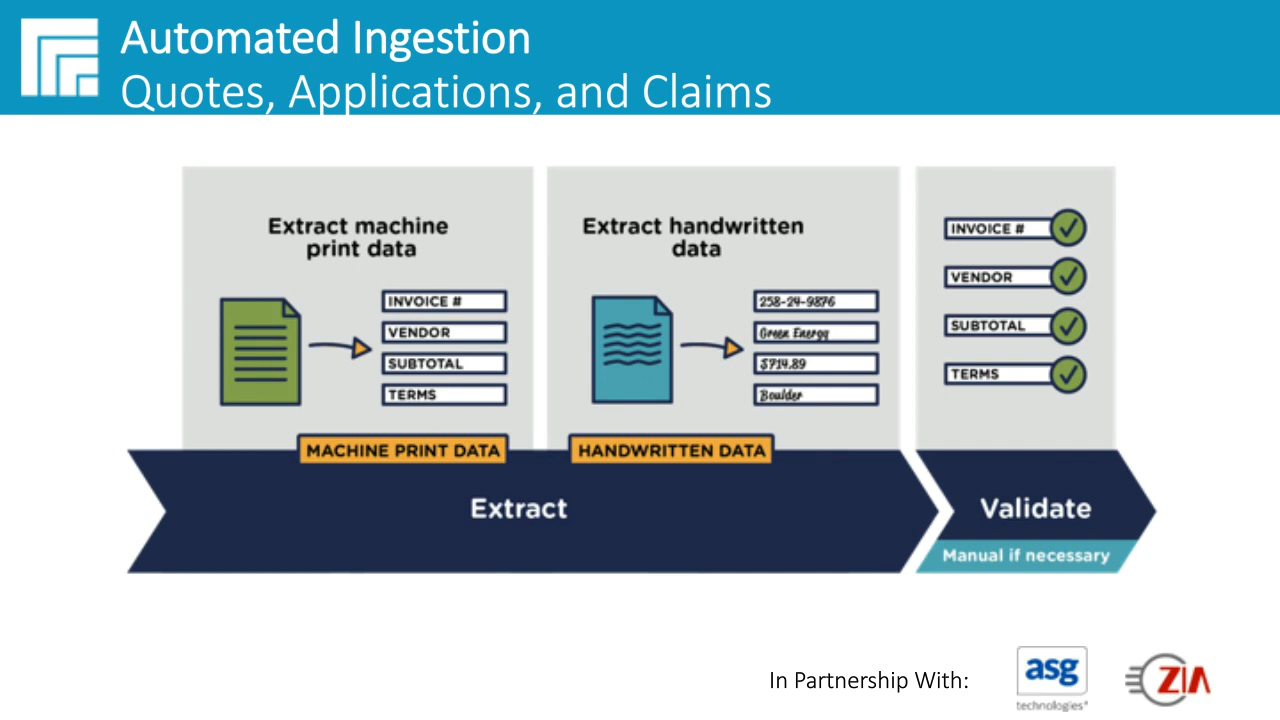 Automated Ingestion
Quotes, Applications, and Claims
Extract machine
print data
INVOICE #
VENDOR
SUBTOTAL
TERMS
MACHINE PRINT DATA
Extract handwritten
data
258-24-9876
Green Energy
$714.89
Boulder
HANDWRITTEN DATA
Extract
INVOICE #
VENDOR
SUBTOTAL
TERMS
Validate
Manual if necessary
In Partnership With:
asg
technologies®
ZIA